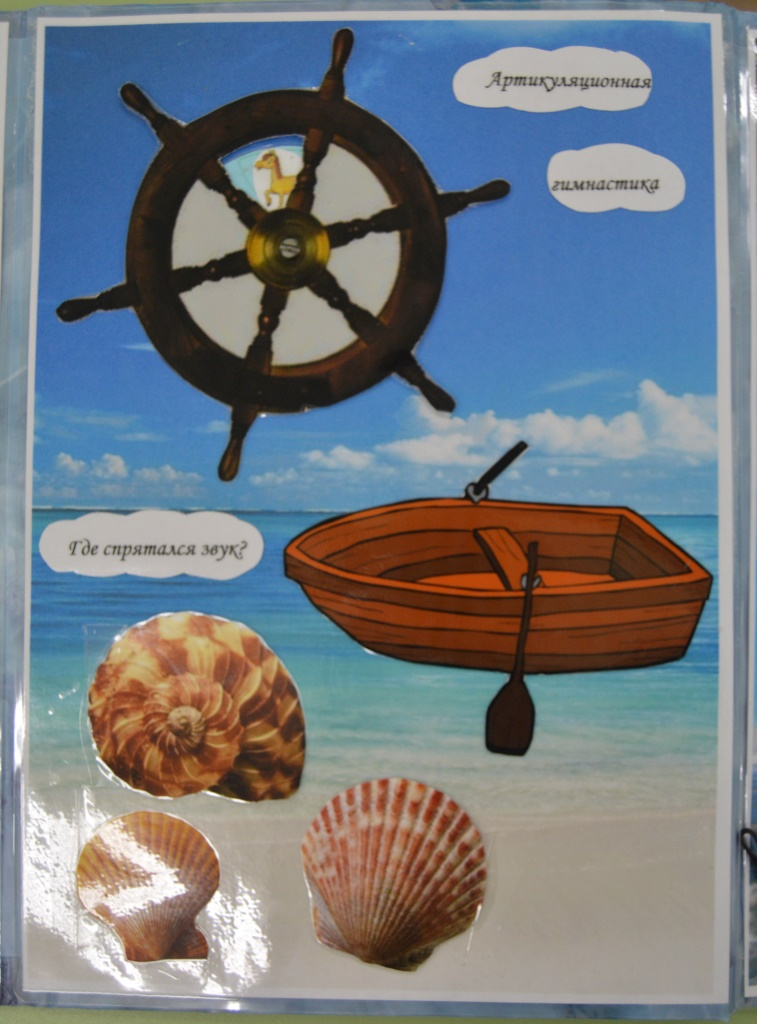 Артикуляционная
гимнастика
Где спрятался звук?